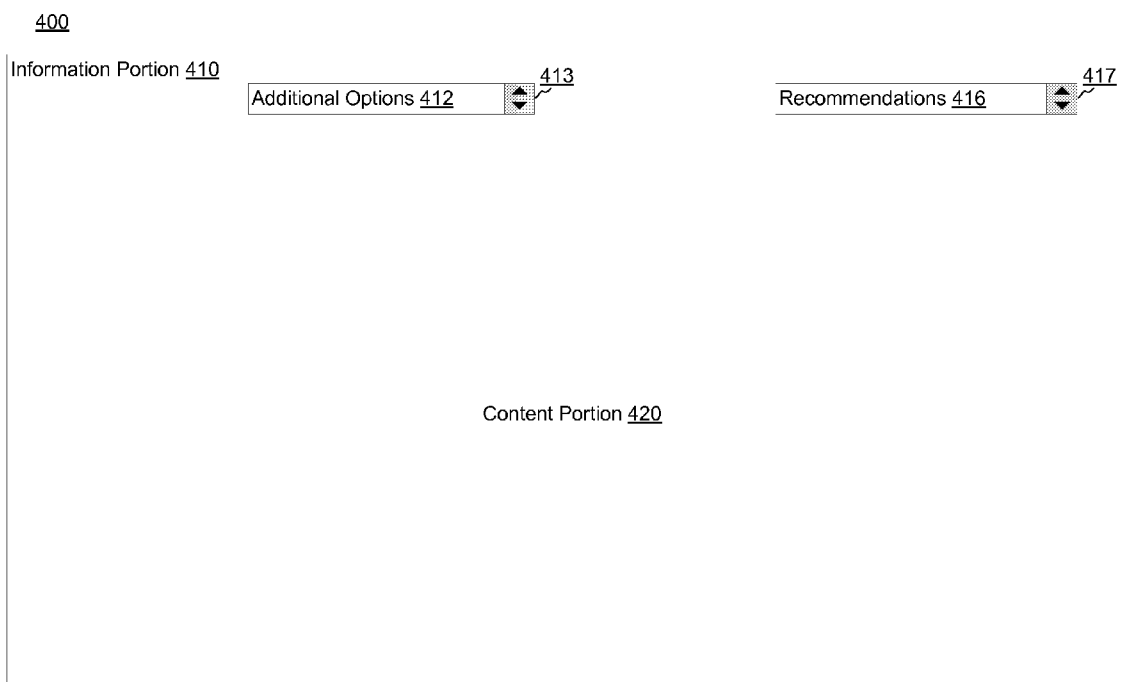 400
Information Portion 410
413
417
Additional Options 412
Recommendations 416
Content Portion 420